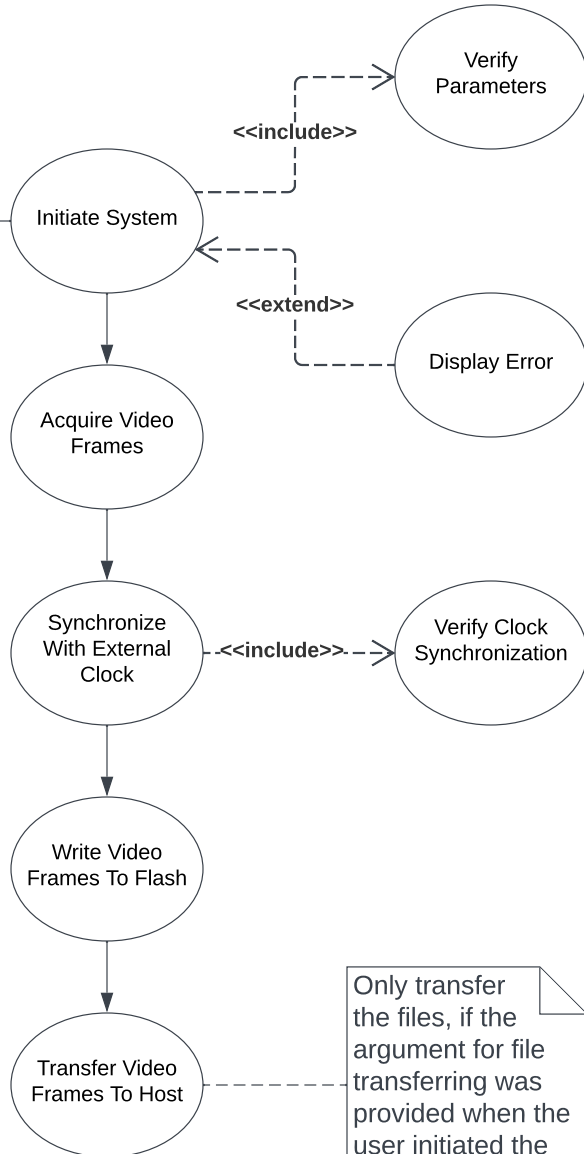 Verify
Parameters
<<include>>
Initiate System
<<extend>>
Display Error
Acquire Video
Frames
Synchronize
With External
Clock
<<include>>
Verify Clock
Synchronization
Write Video
Frames To Flash
Transfer Video
Frames To Host
Only transfer
the files, if the
argument for file
transferring was
provided when the
user initiated the